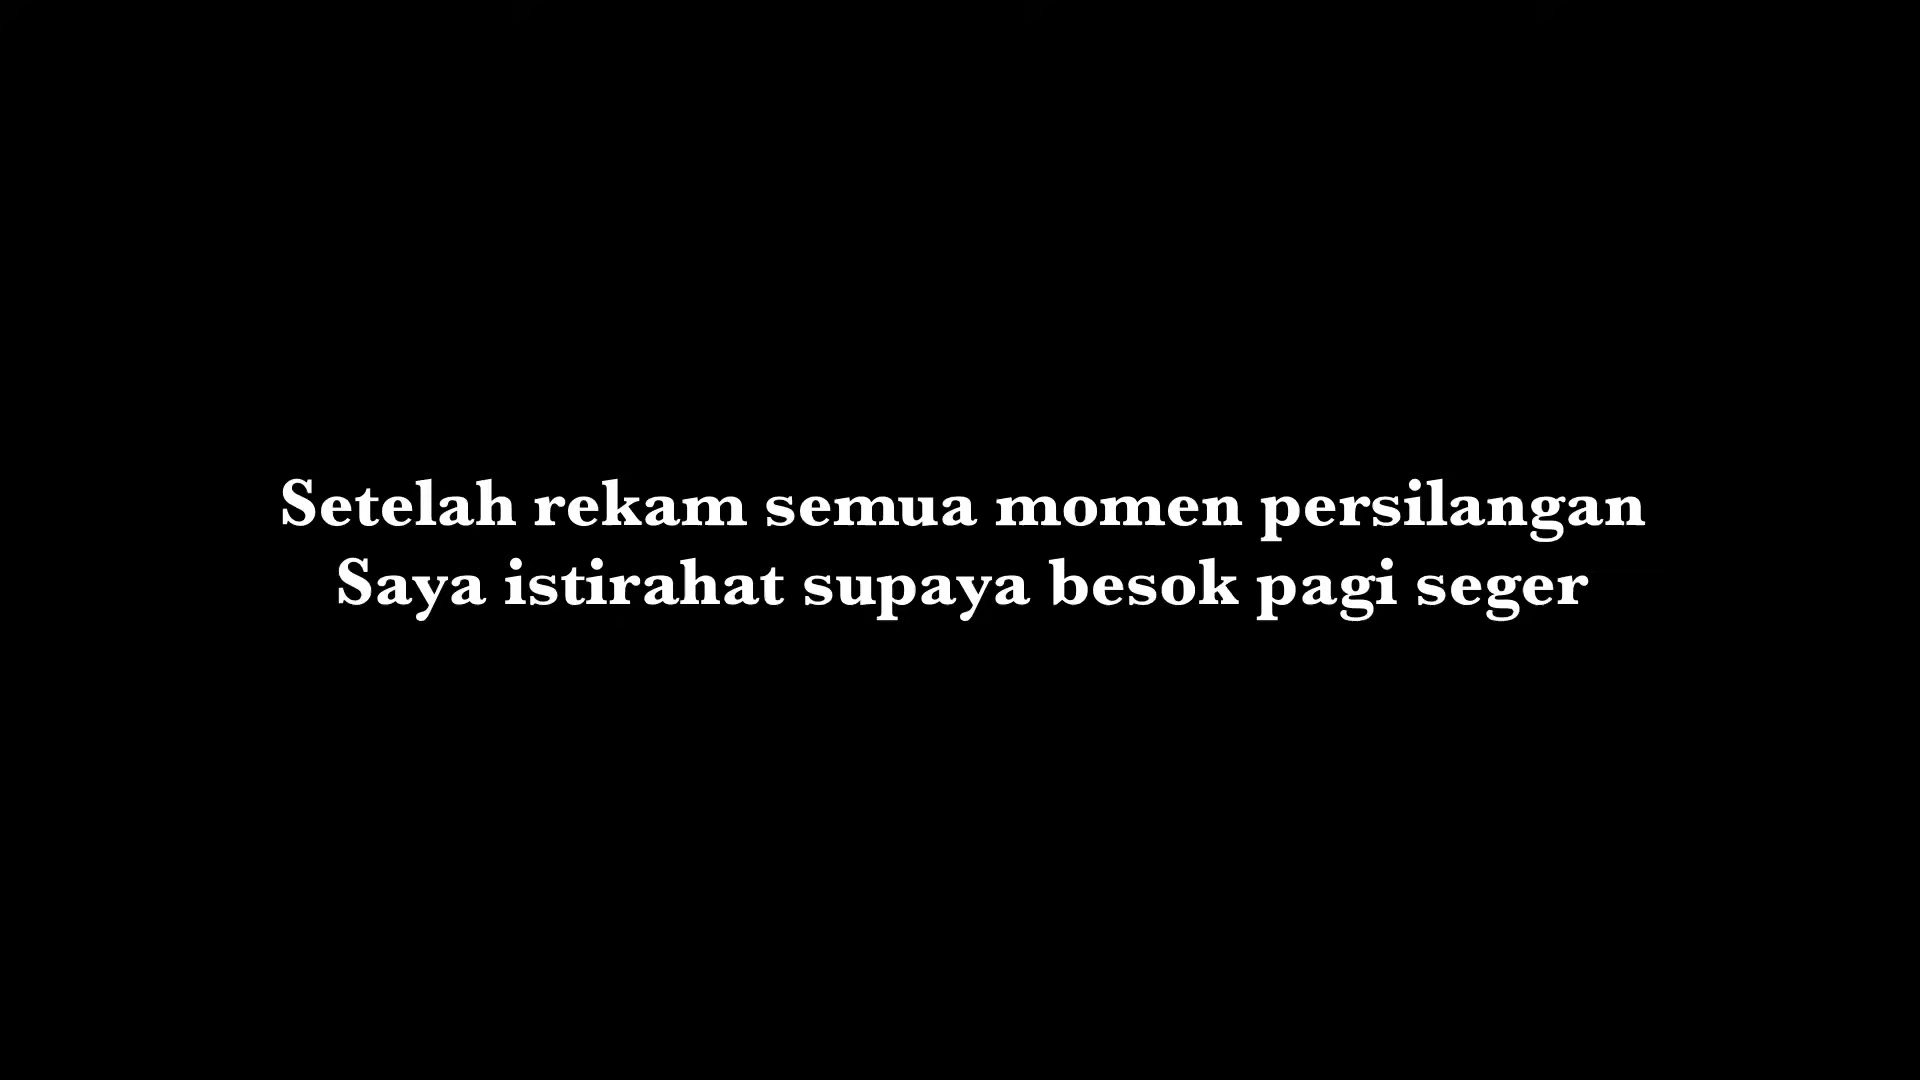 Setelah rekam semua momen persilangan
Saya istirahat supaya besok pagi seger